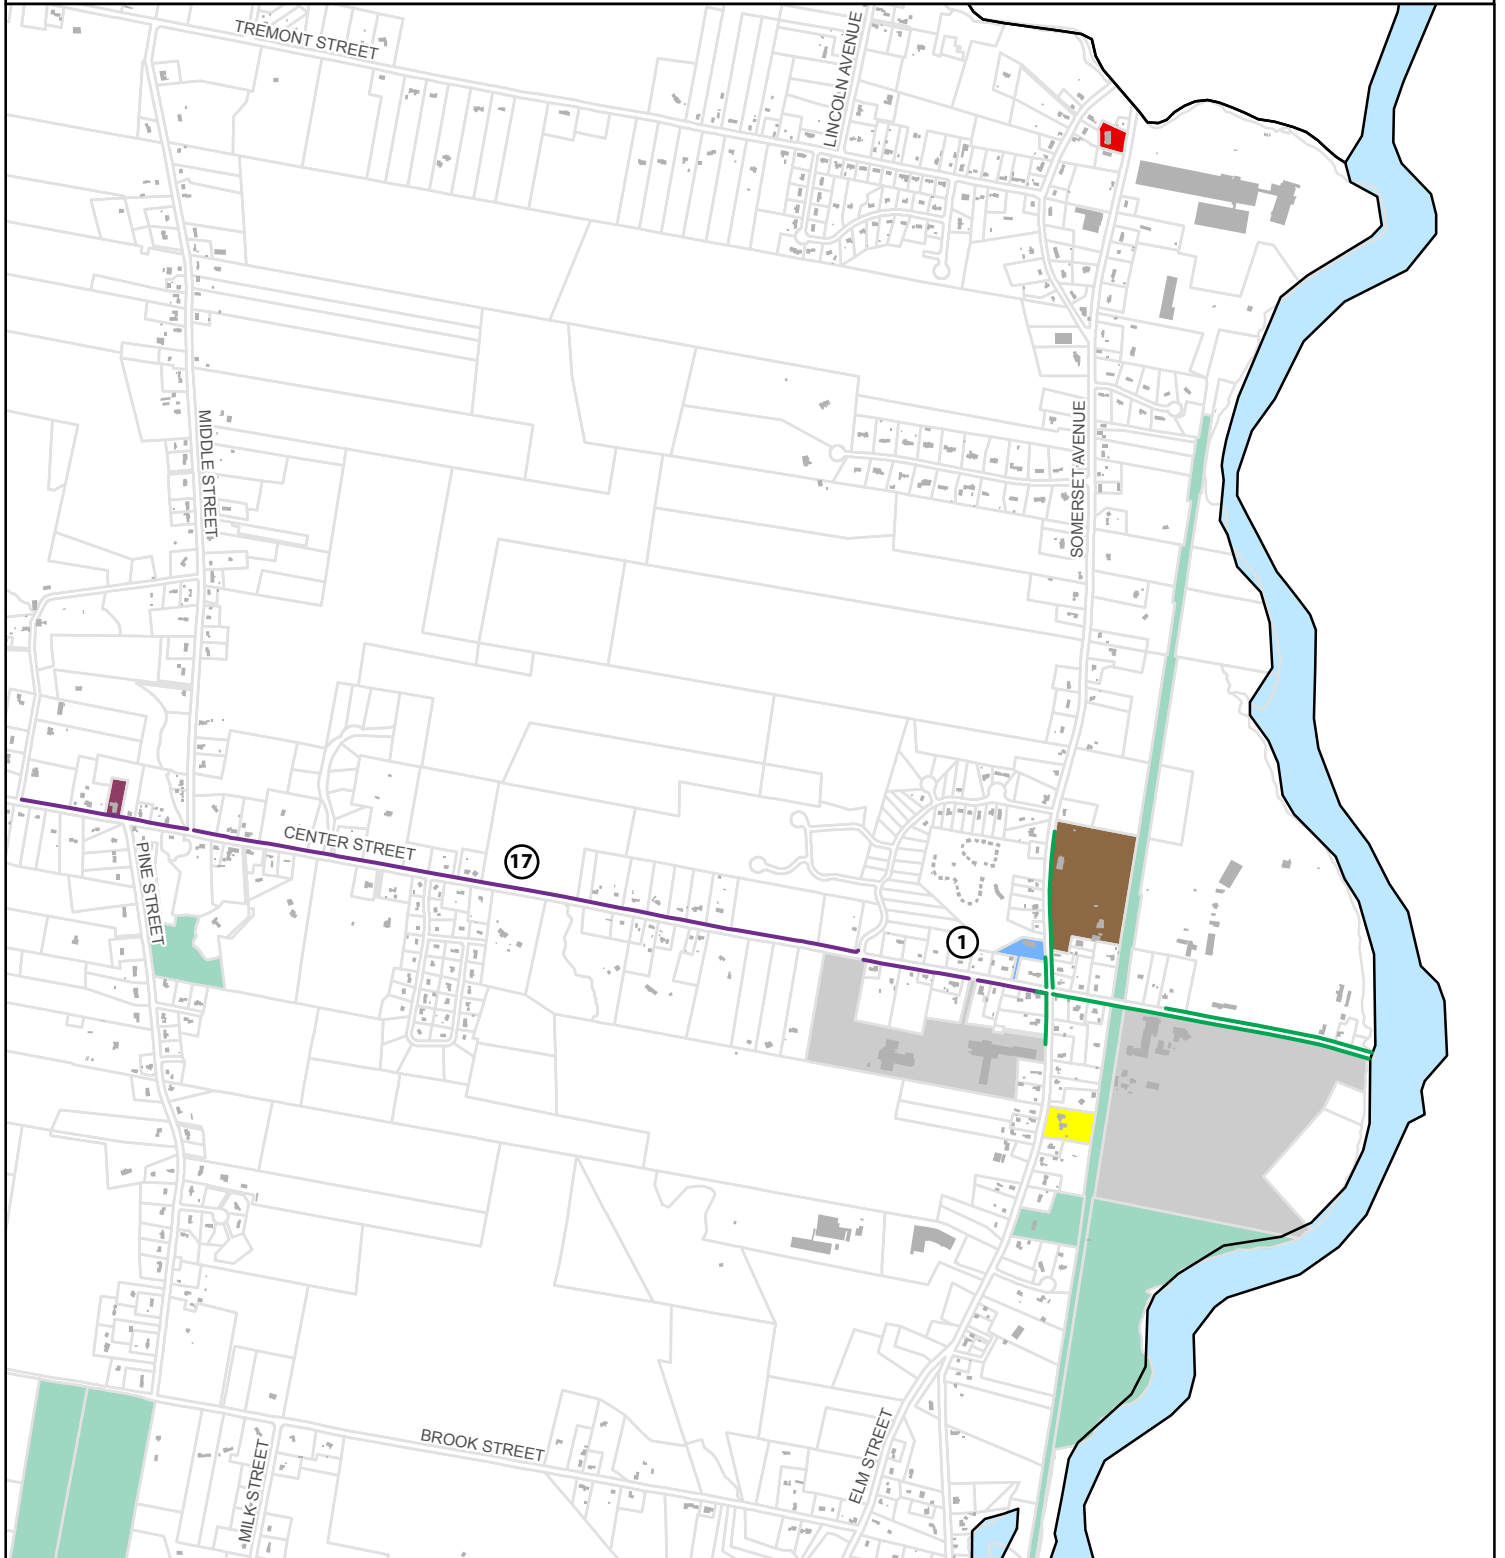 TREMONT STREET
LINCOLN AVENUE
MIDDLE STREET
SOMERSET AVENUE
CENTER STREET
17
PINE STREET
1
BROOK STREET
ELM STREET
MILK STREET